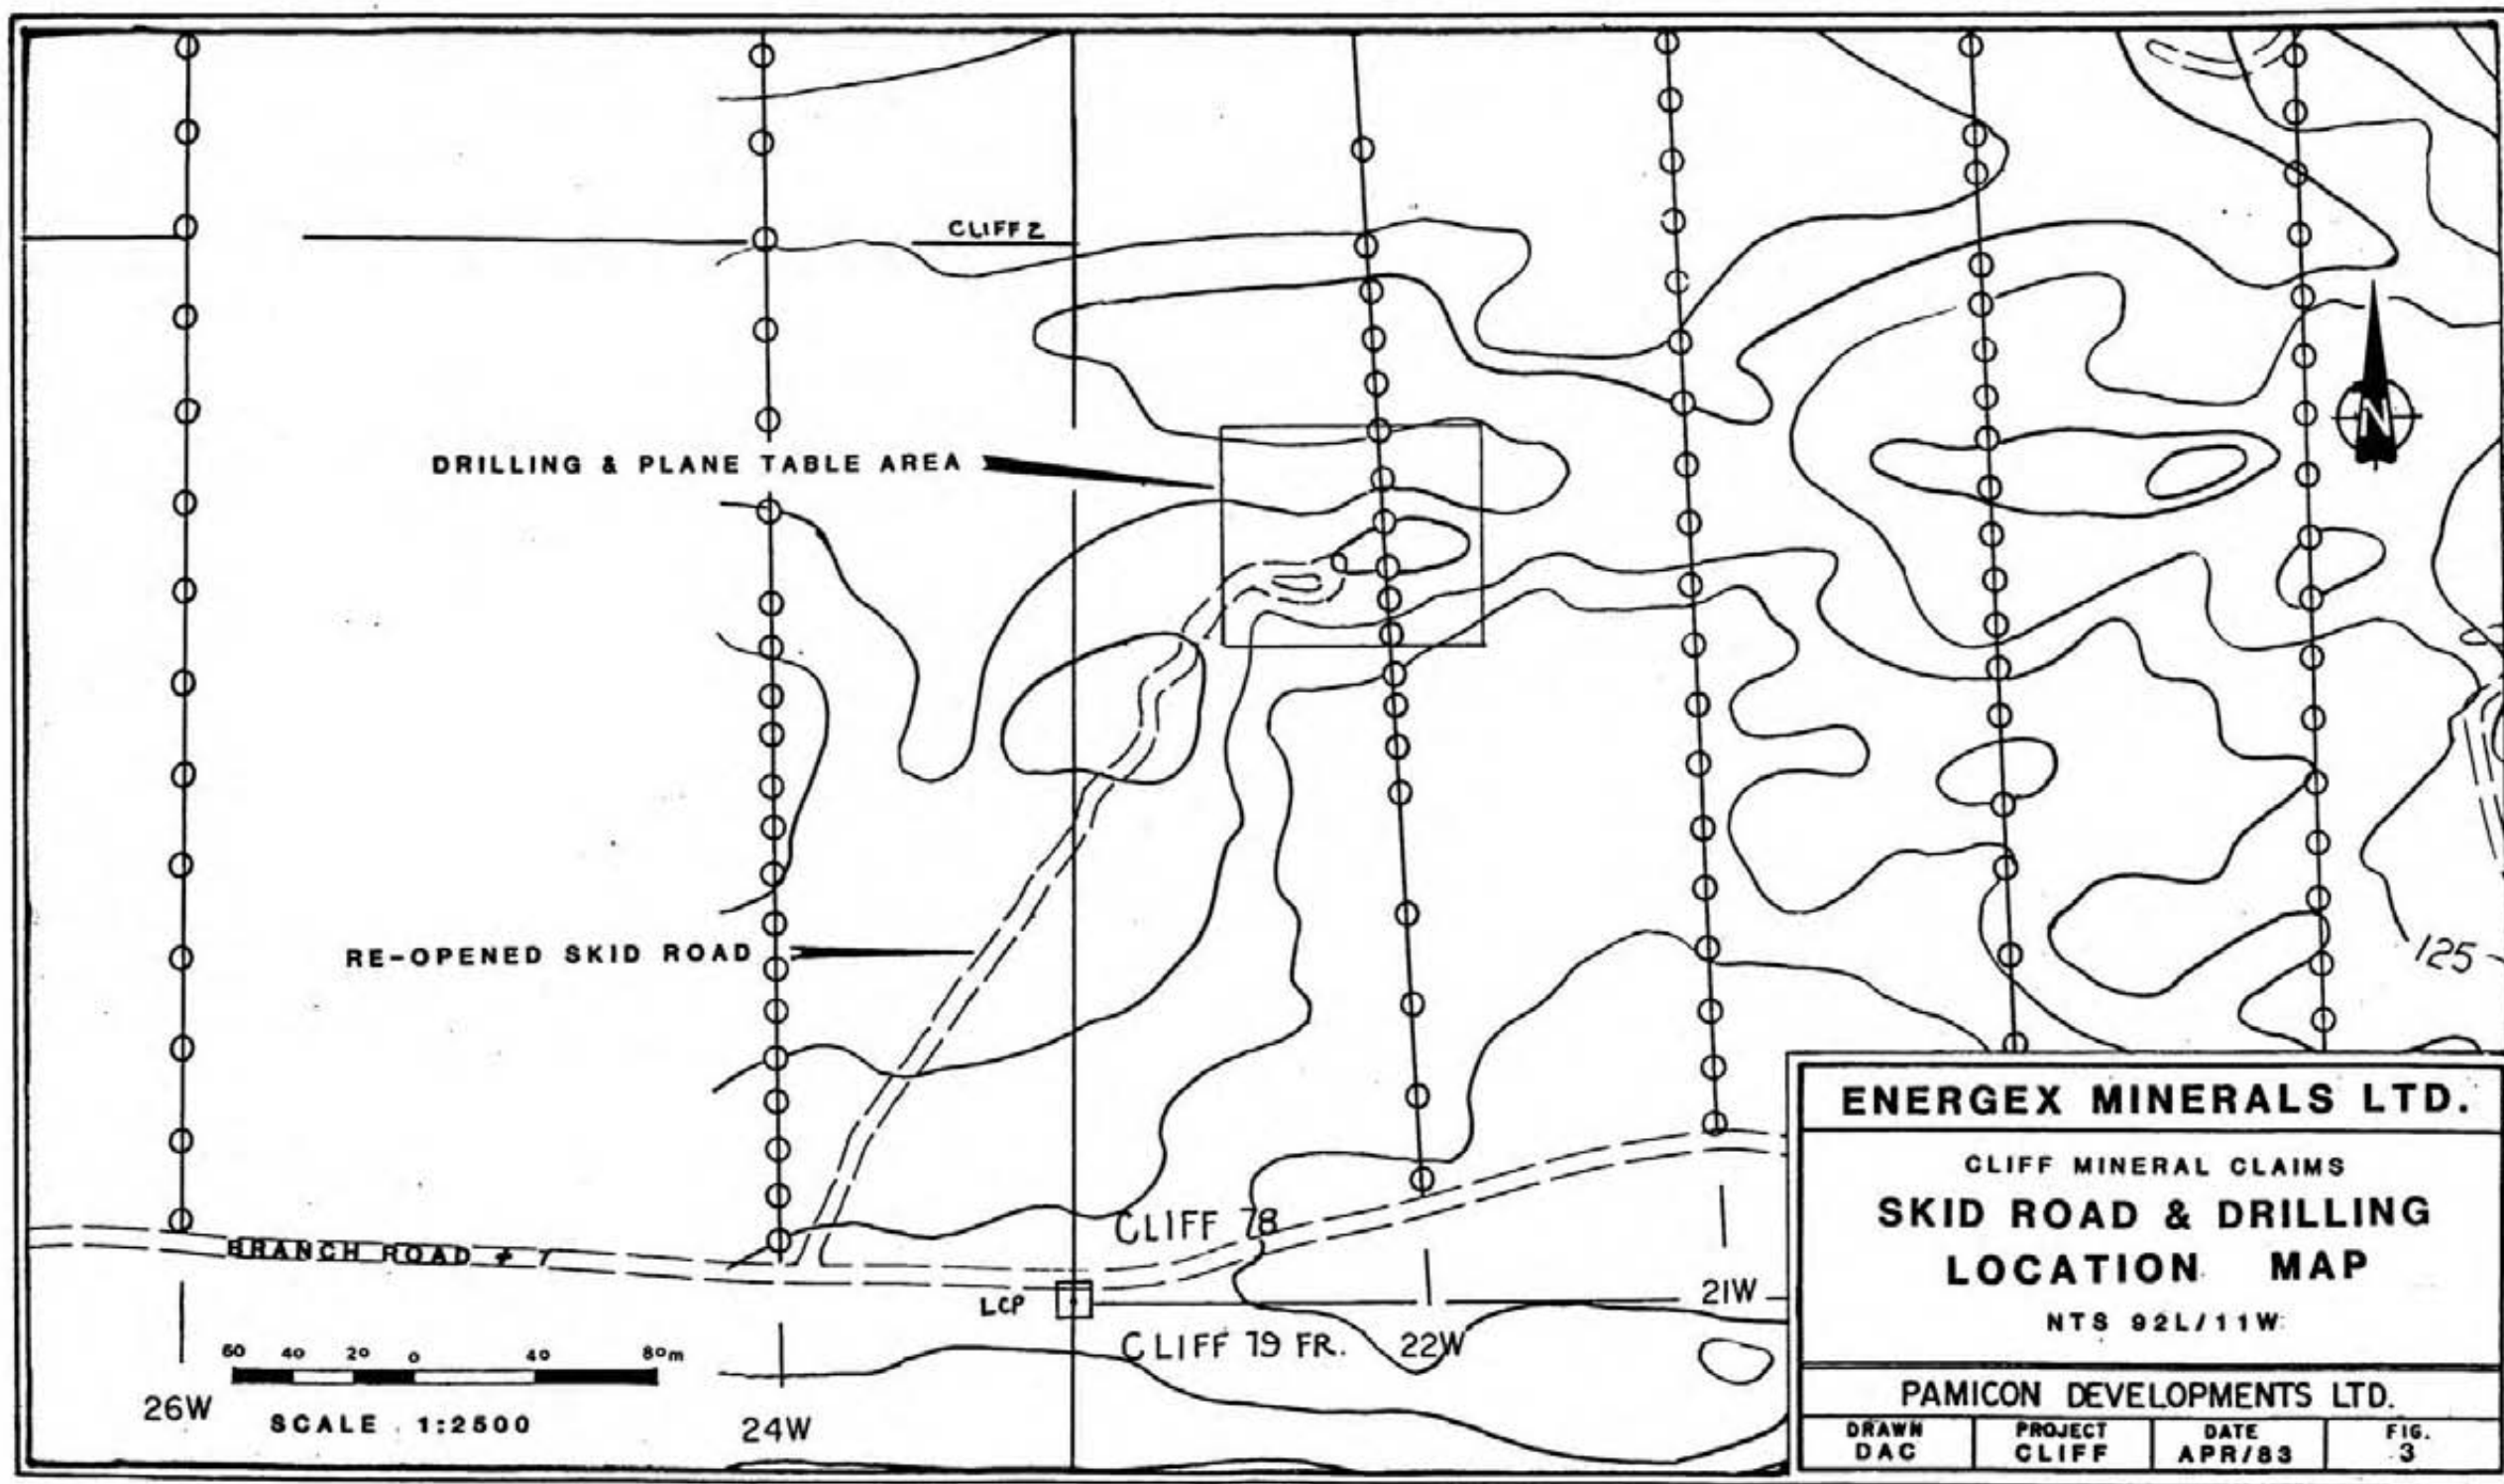 CLIFF 2
DRILLING & PLANE TABLE AREA
RE-OPENED SKID ROAD
125
CLIFF 78
BRANCH ROAD # 1
LCP
21W
CLIFF 79 FR.
22W
60 40 20 0 40 80m
26W
SCALE 1:2500
24W
N
ENERGEX MINERALS LTD.
CLIFF MINERAL CLAIMS
SKID ROAD & DRILLING
LOCATION MAP
NTS 92L/11W
PAMICON DEVELOPMENTS LTD.
DRAWN PROJECT DATE FIG.
DAC CLIFF APR/83 3